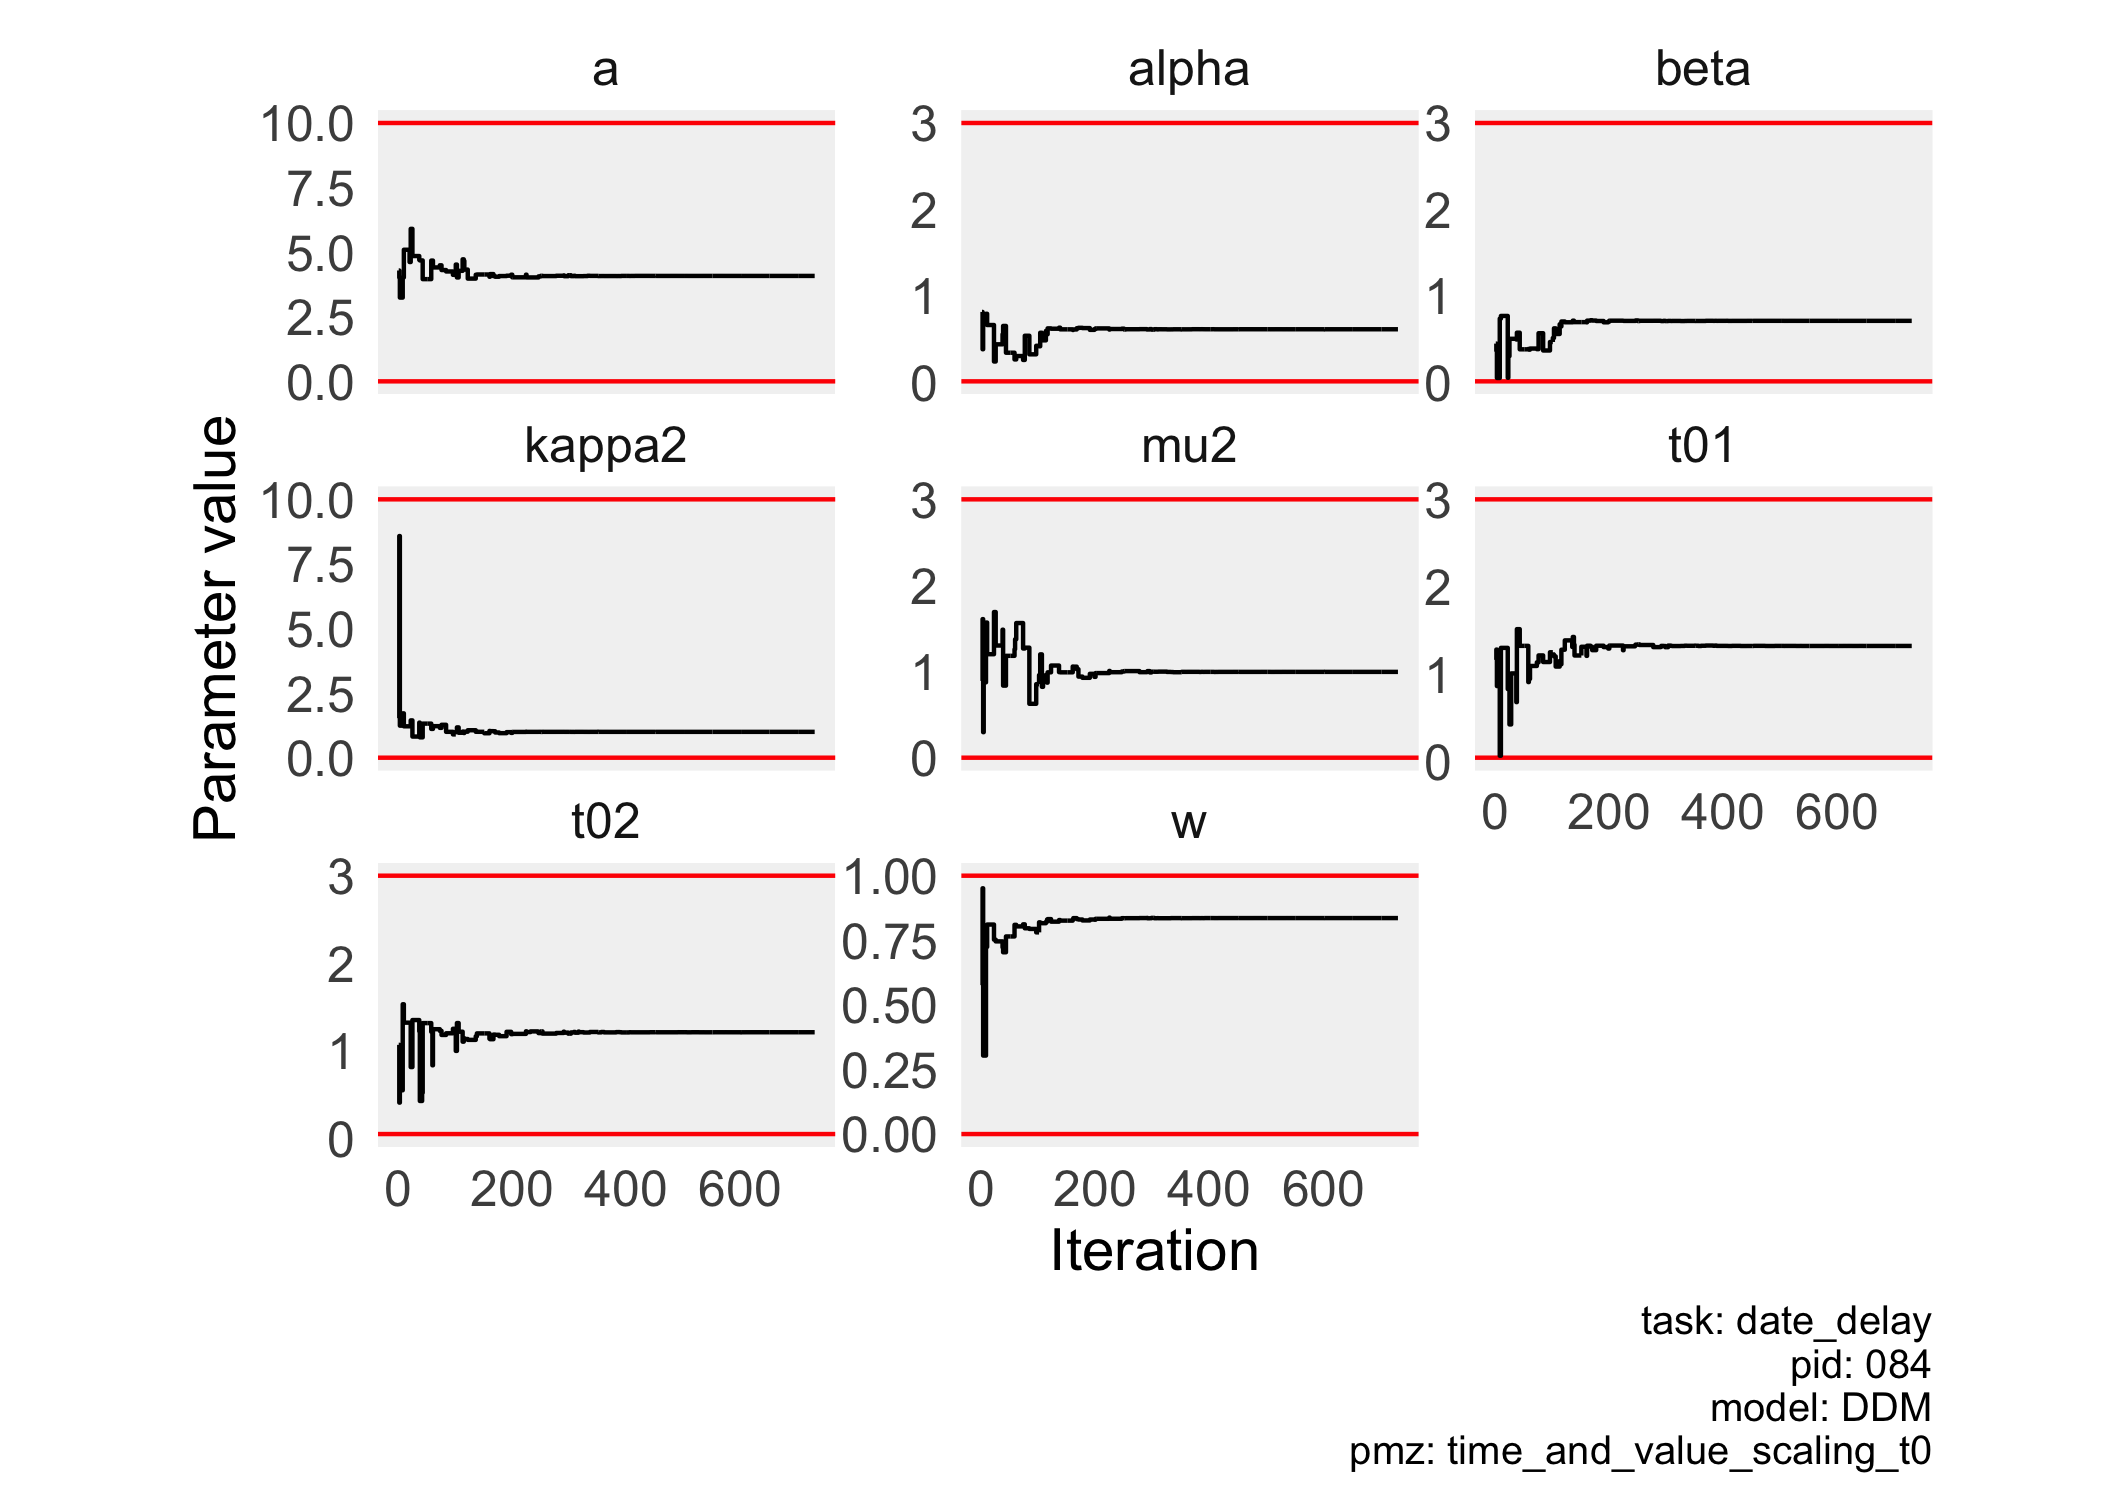 a
alpha
beta
10.0
7.5
5.0
2.5
0.0
3
2
1
0
3
2
1
0
kappa2
mu2
t01
10.0
7.5
5.0
2.5
0.0
3
2
1
0
3
2
1
0
0 200 400 600
t02
w
3
2
1
0
1.00
0.75
0.50
0.25
0.00
0 200 400 600
0 200 400 600
Parameter value
Iteration
task: date_delay
pid: 084
model: DDM
pmz: time_and_value_scaling_t0